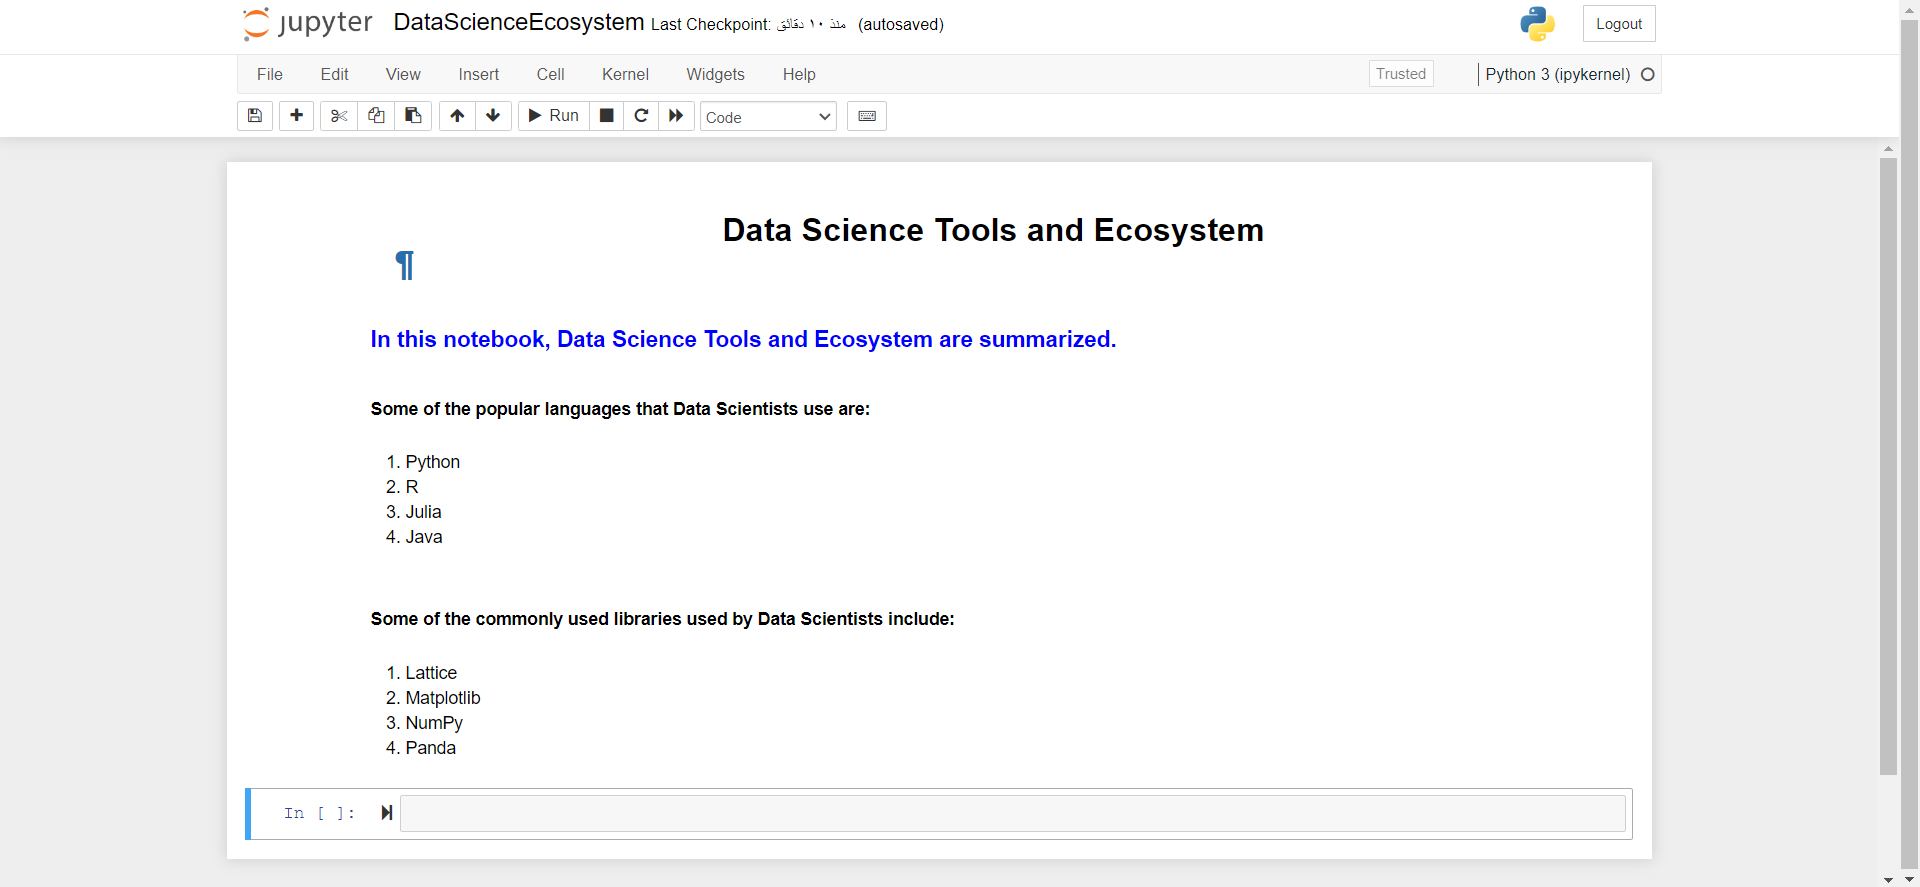 jupyter DataScienceEcosystem Last Checkpoint: منذ ١٠ دقائق (autosaved) Logout
File Edit View Insert Cell Kernel Widgets Help Trusted Python 3 (ipykernel)
Run Code
Data Science Tools and Ecosystem
¶
In this notebook, Data Science Tools and Ecosystem are summarized.
Some of the popular languages that Data Scientists use are:
1. Python
2. R
3. Julia
4. Java
Some of the commonly used libraries used by Data Scientists include:
1. Lattice
2. Matplotlib
3. NumPy
4. Panda
In [ ]: